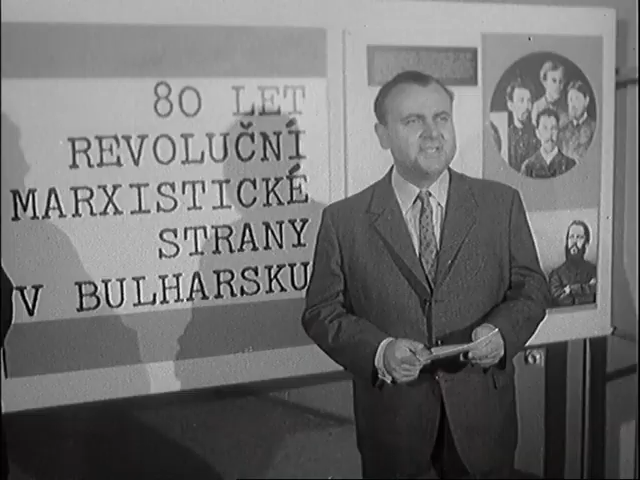 80 LET
REVOLUČNÍ
MARXISTICKÉ
STRANY
V BULHARSKU